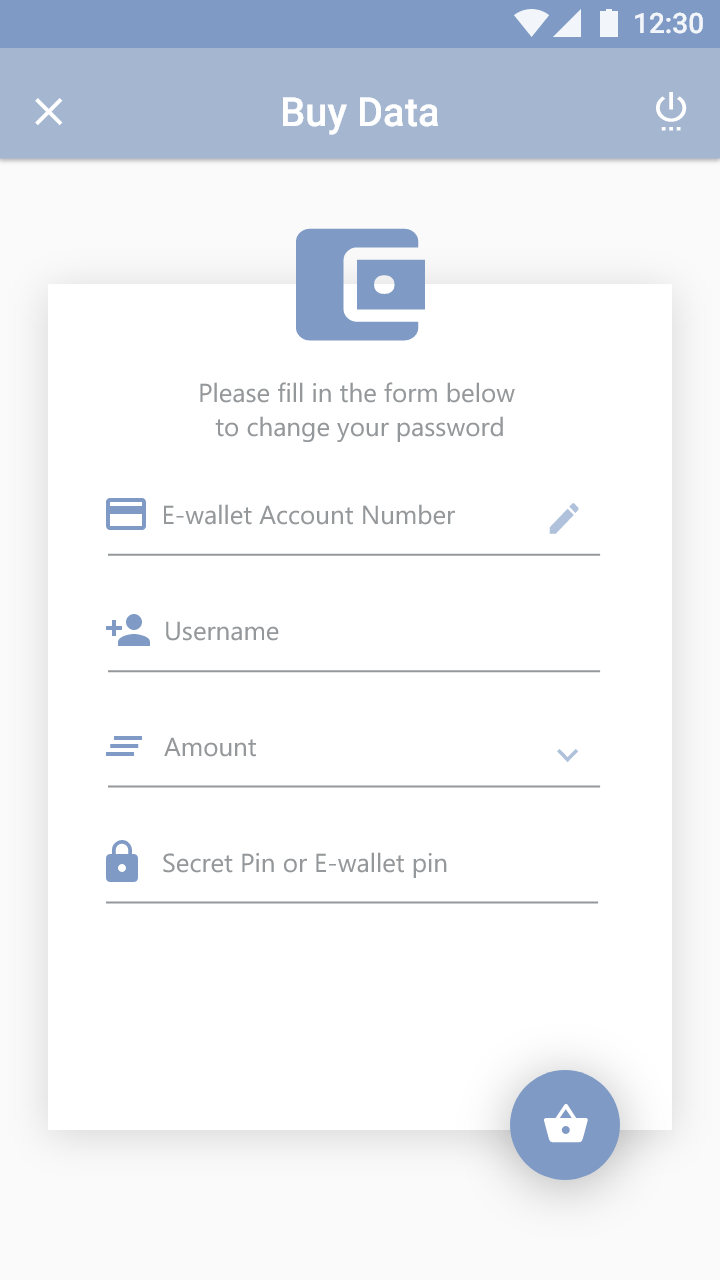 12:30
Buy Data
Please fill in the form below
to change your password
E-wallet Account Number
Username
Amount
Secret Pin or E-wallet pin